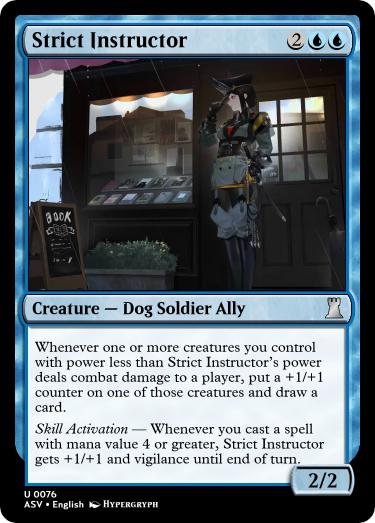 Strict Instructor 2
BOOK
Creature — Dog Soldier Ally
Whenever one or more creatures you control
with power less than Strict Instructor's power
deals combat damage to a player, put a +1/+1
counter on one of those creatures and draw a
card.
Skill Activation — Whenever you cast a spell
with mana value 4 or greater, Strict Instructor
gets +1/+1 and vigilance until end of turn.
2/2
U 0076
ASV • English HYPERGRYPH